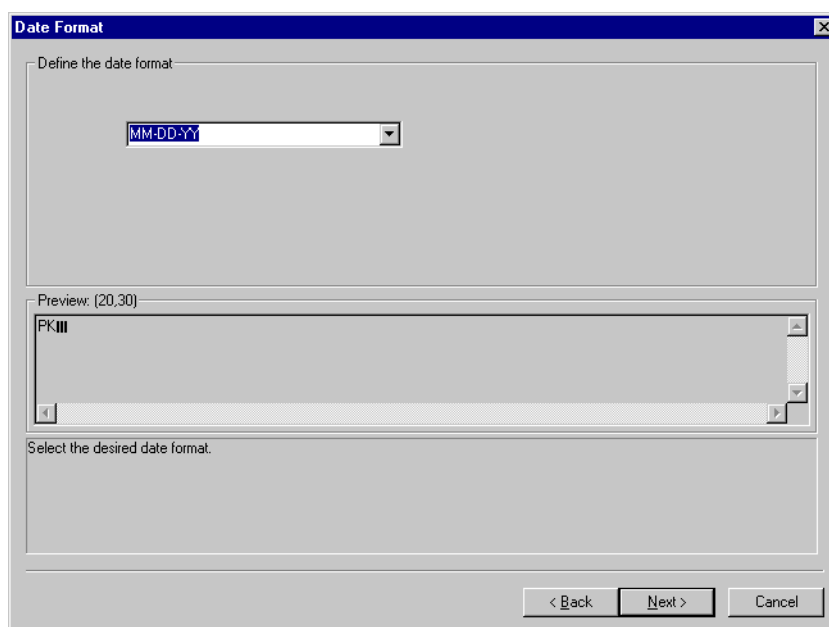 Date Format
Define the date format
MM-DD-YY
Preview: (20,30)
PK
Select the desired date format.
< Back Next > Cancel